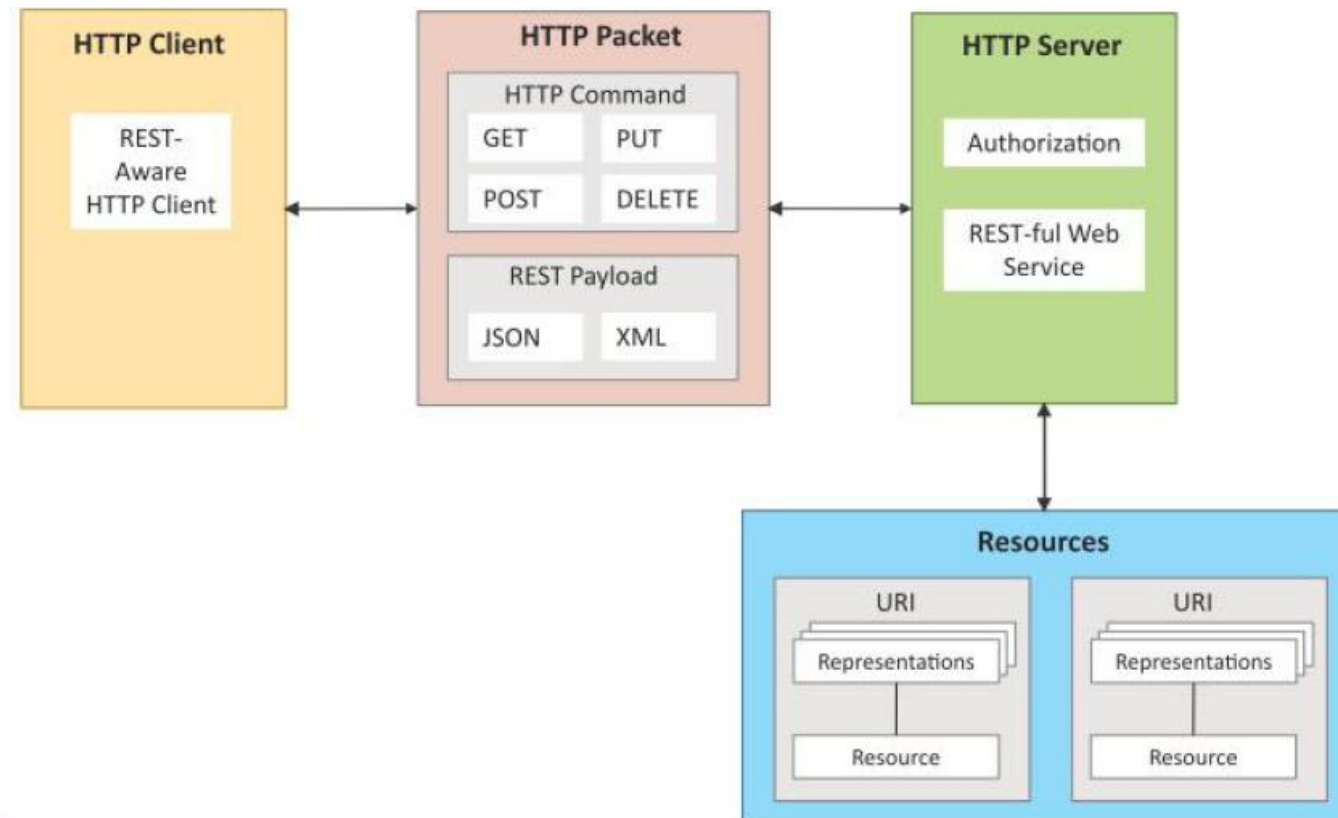 HTTP Client
REST-
Aware
HTTP Client
HTTP Packet
HTTP Command
GET
PUT
POST
DELETE
REST Payload
JSON
XML
HTTP Server
Authorization
REST-ful Web
Service
Resources
URI
Representations
Resource
URI
Representations
Resource